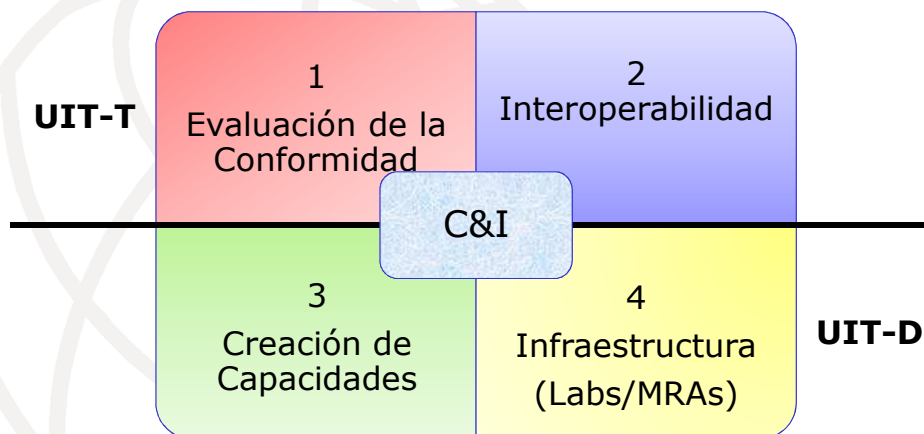 UIT-T
1
Evaluación de la
Conformidad
2
Interoperabilidad
C&I
3
Creación de
Capacidades
4
Infraestructura
(Labs/MRAs)
UIT-D